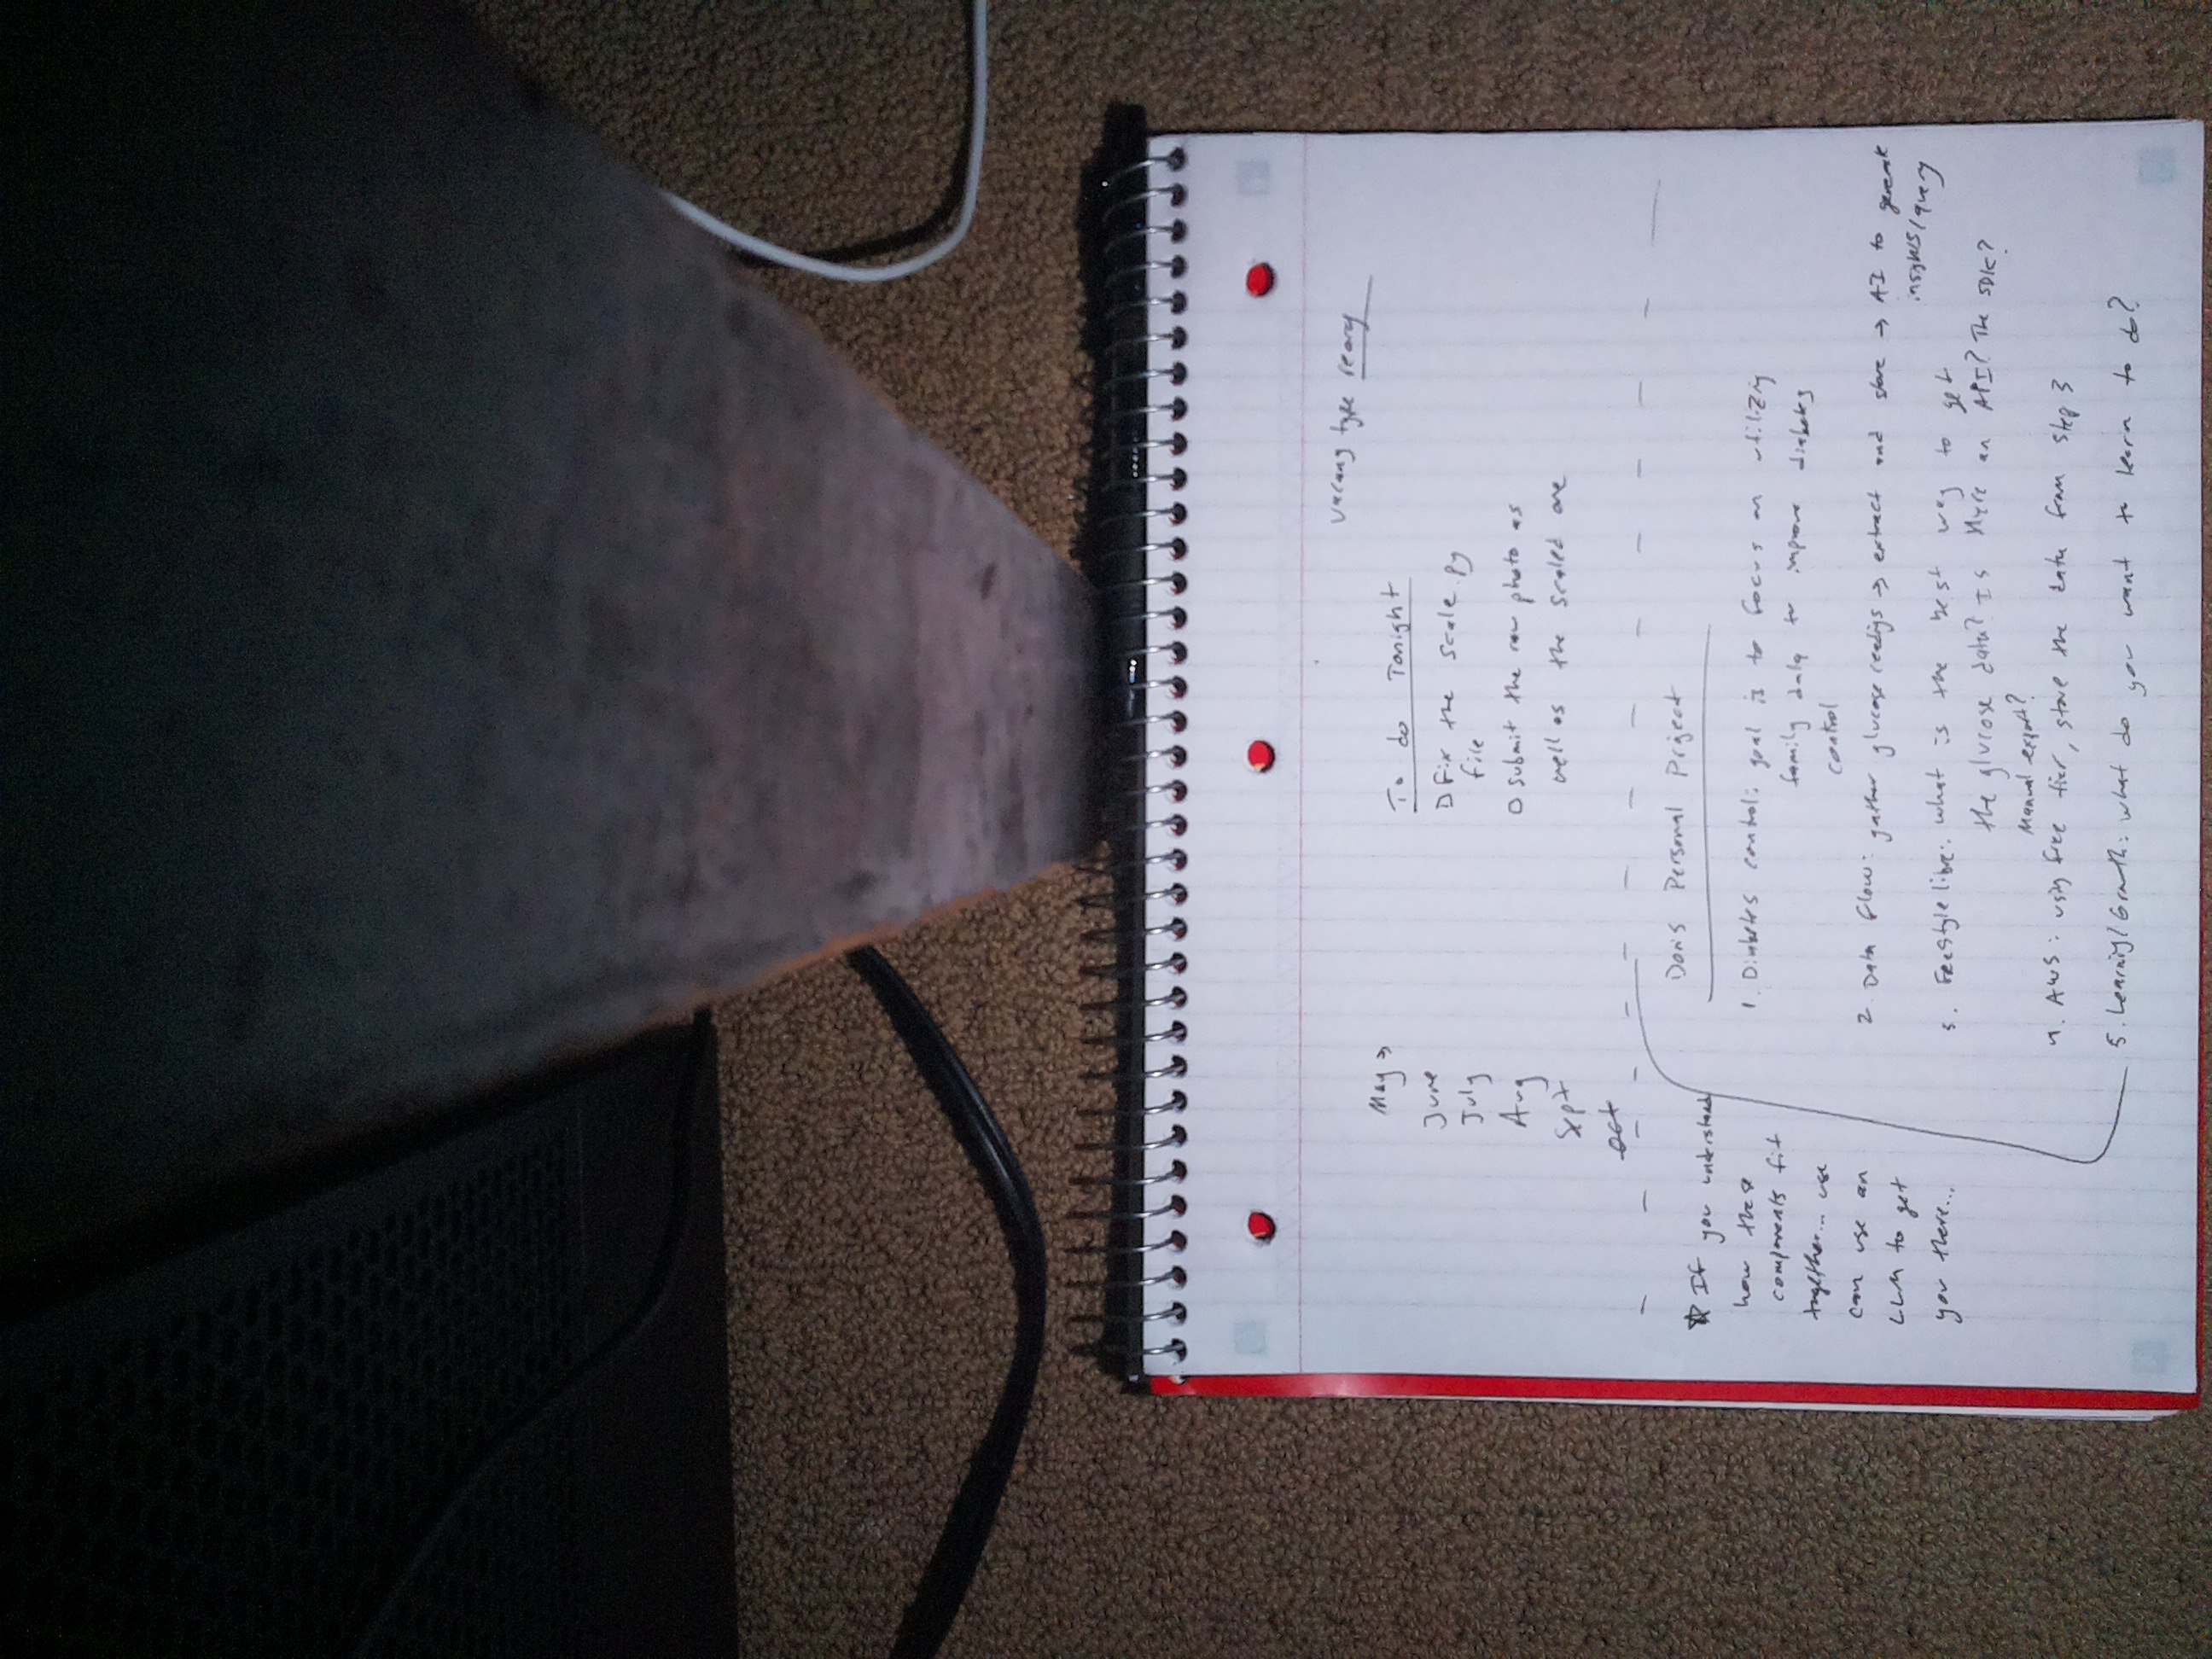 vacancy type ready
To do Tonight
May →
□ Fix the scale.py
file
June
July
□ Submit the raw photo as
well as the scaled one
Aug
Sept
Oct
Don's Personal Project
1. Diabetes control: goal is to focus on utilizing
family data to improve diabetes
control
2. Data flow: gather glucose readigs → extract and store → AI to generate
insights/query
3. Freestyle libre: what is the best way to get
the glucose data? Is there an API? The SDK?
Manual export?
4. AWS: using free tier, store the data from step 3
5. Learning/Growth: what do you want to learn to do?
☆ If you understand
how these
components fit
together... use
can use an
LLM to get
you there...